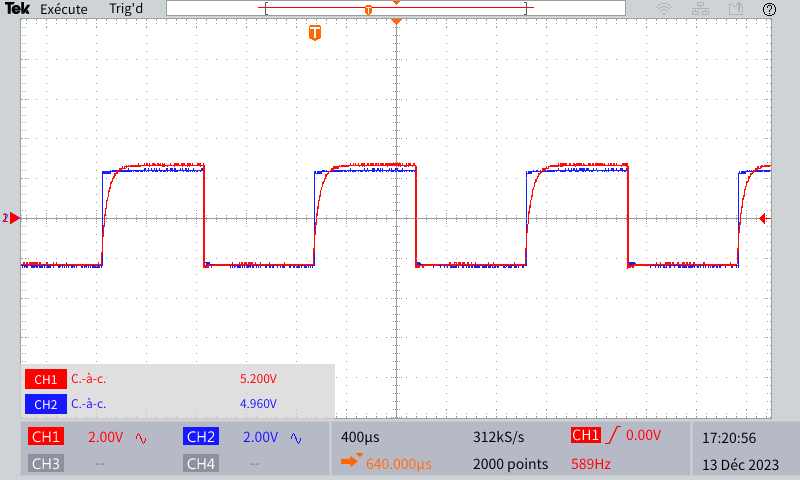 Tek Exécute Trig'd
T
T
2
CH1 C.-à-c. 5.200V
CH2 C.-à-c. 4.960V
CH1 2.00V CH2 2.00V 400µs 312kS/s CH1 0.00V 17:20:56
CH3 -- CH4 -- 640.000µs 2000 points 589Hz 13 Déc 2023